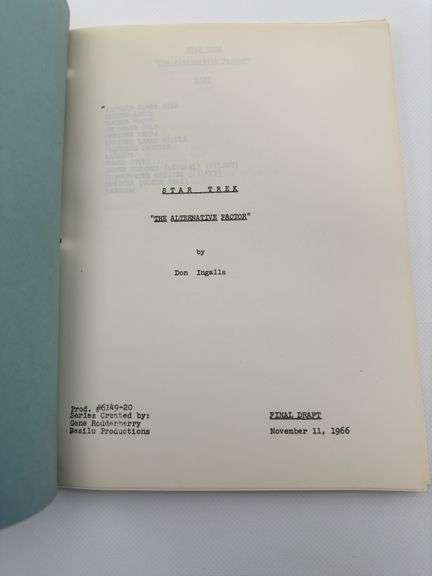 STAR TREK
"THE ALTERNATIVE FACTOR"
by
Don Ingalls
Prod. #6149-20
Series Created by:
Gene Roddenberry
Desilu Productions
FINAL DRAFT
November 11, 1966